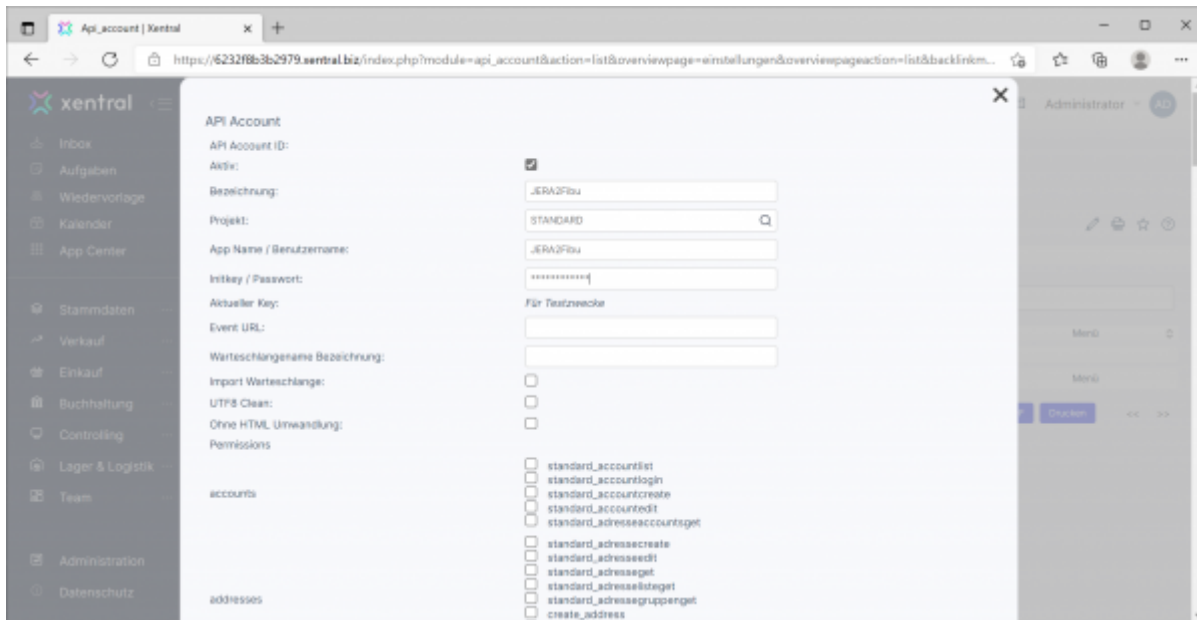 Api_account | Xentral
https://6232f8b3b2979.xentral.biz/index.php?module=api_account&action=list&overviewpage=einstellungen&overviewpageaction=list&backlinkm...
xentral
Administrator
AD
Inbox
Aufgaben
Wiedervorlage
Kalender
App Center
Stammdaten
Verkauf
Einkauf
Buchhaltung
Controlling
Lager & Logistik
Team
Administration
Datenschutz
API Account
API Account ID:
Aktiv:
Bezeichnung: JERA2Fibu
Projekt: STANDARD
App Name / Benutzername: JERA2Fibu
Initkey / Passwort: ************
Aktueller Key: Für Testzwecke
Event URL:
Warteschlangename Bezeichnung:
Import Warteschlange:
UTF8 Clean:
Ohne HTML Umwandlung:
Permissions
accounts
standard_accountlist
standard_accountlogin
standard_accountcreate
standard_accountedit
standard_adresseaccountsget
addresses
standard_adressecreate
standard_adresseedit
standard_adresseget
standard_adresselisteget
standard_adressegruppenget
create_address
Menü
Menü
Drucken
<< >>